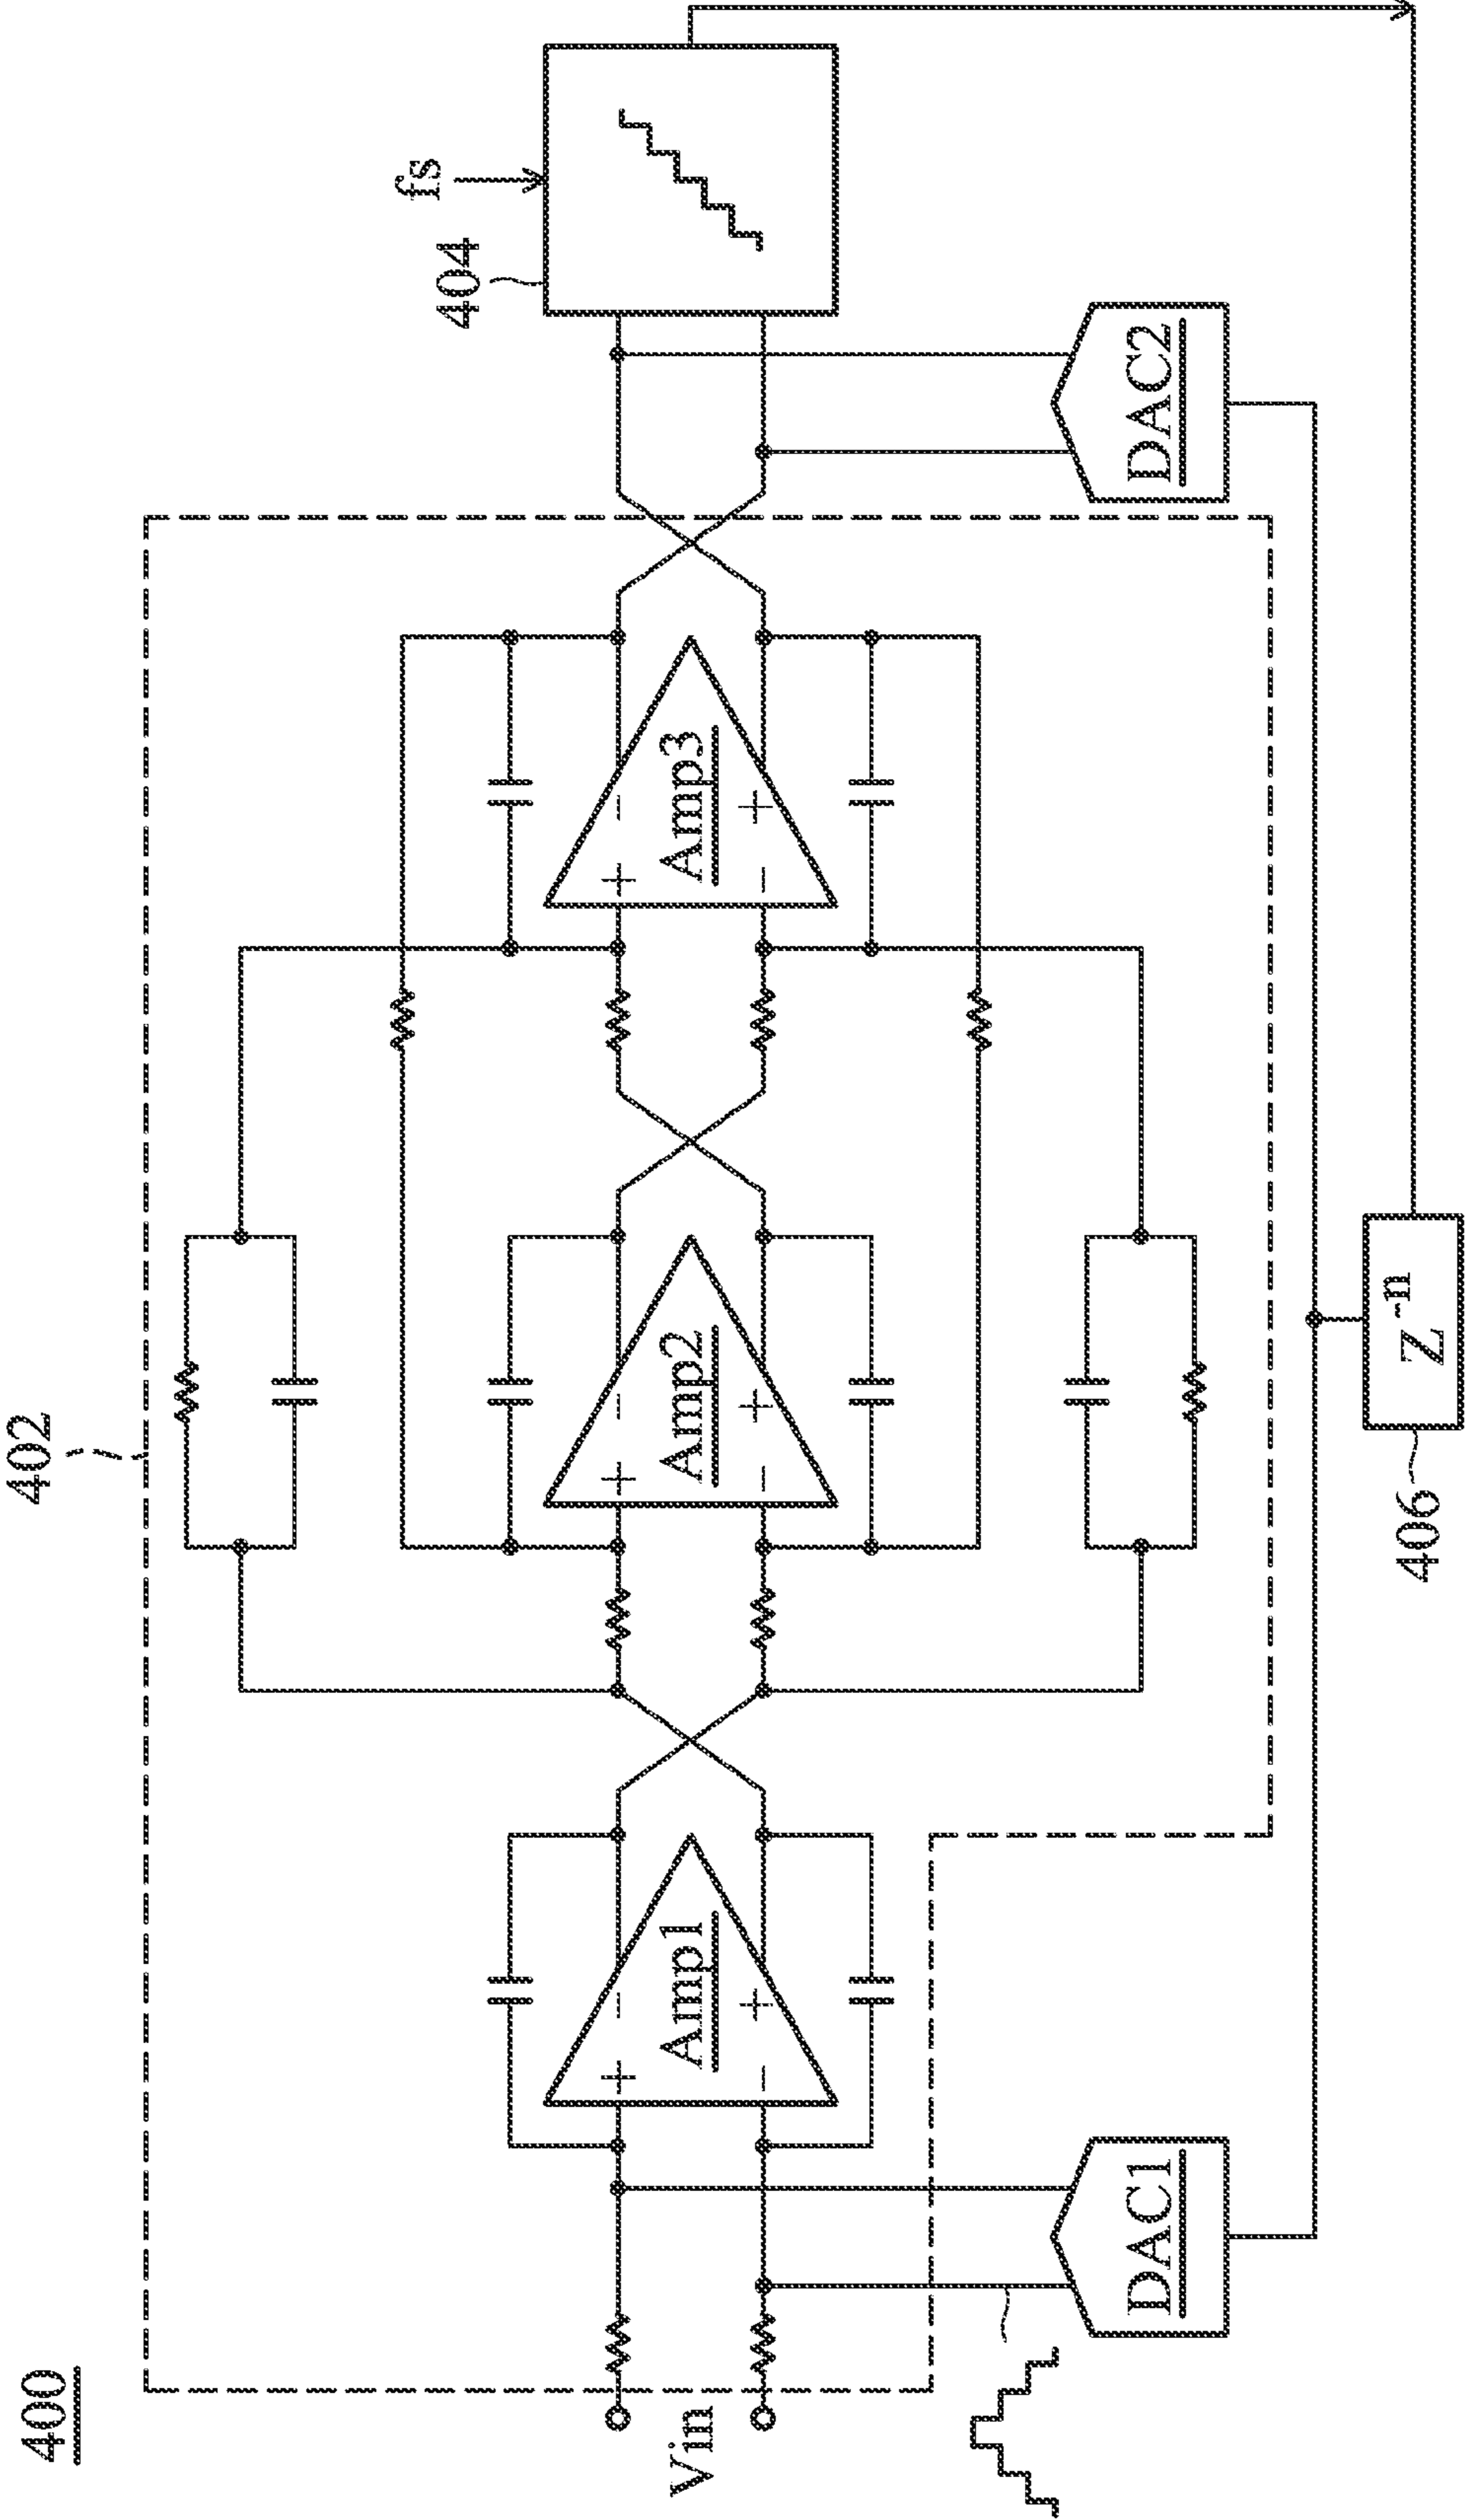 400
402
Vin
Amp1
+
−
−
+
Amp2
+
−
−
+
Amp3
+
−
−
+
404
fs
DAC1
DAC2
406
Z⁻ⁿ